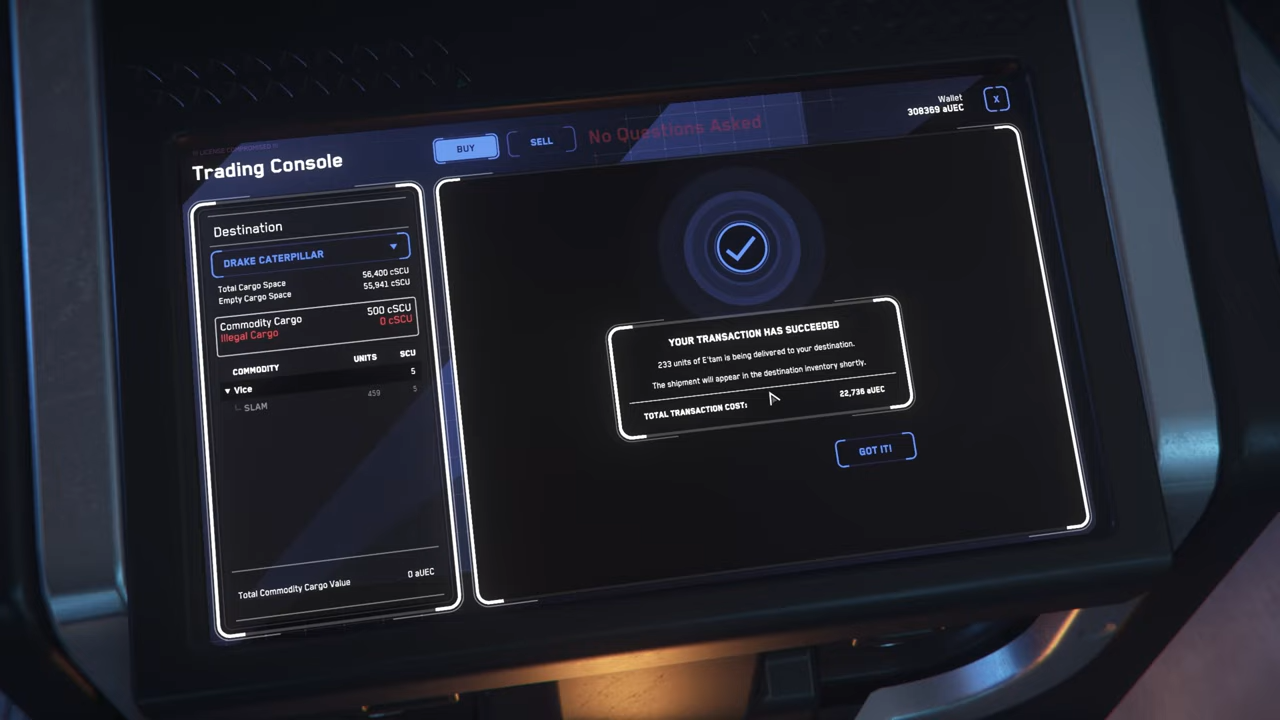 !! LICENSE COMPROMISED !!
Trading Console
BUY
SELL
No Questions Asked
Wallet
308369 aUEC
X
Destination
DRAKE CATERPILLAR
Total Cargo Space 56,400 cSCU
Empty Cargo Space 55,941 cSCU
Commodity Cargo 500 cSCU
Illegal Cargo 0 cSCU
COMMODITY UNITS SCU
5
Vice
SLAM 459 5
Total Commodity Cargo Value 0 aUEC
YOUR TRANSACTION HAS SUCCEEDED
233 units of E'tam is being delivered to your destination.
The shipment will appear in the destination inventory shortly.
TOTAL TRANSACTION COST: 22,736 aUEC
GOT IT!